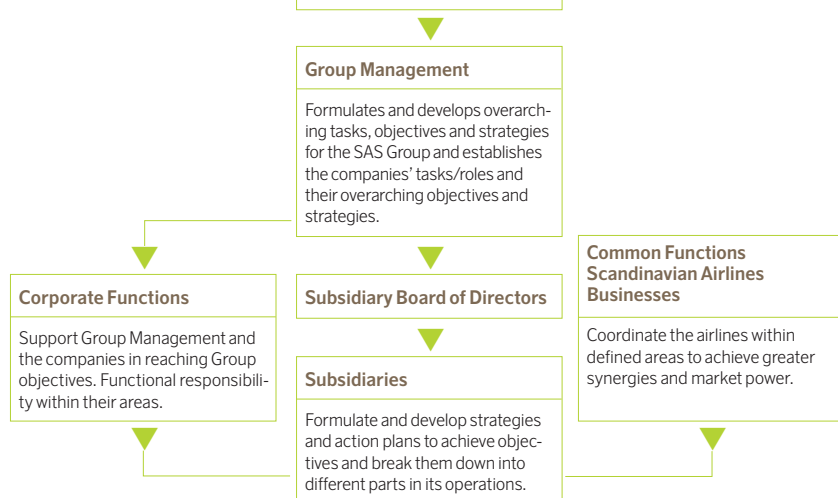 Group Management
Formulates and develops overarch-
ing tasks, objectives and strategies
for the SAS Group and establishes
the companies' tasks/roles and
their overarching objectives and
strategies.
Corporate Functions
Support Group Management and
the companies in reaching Group
objectives. Functional responsibili-
ty within their areas.
Subsidiary Board of Directors
Subsidiaries
Formulate and develop strategies
and action plans to achieve objec-
tives and break them down into
different parts in its operations.
Common Functions
Scandinavian Airlines
Businesses
Coordinate the airlines within
defined areas to achieve greater
synergies and market power.